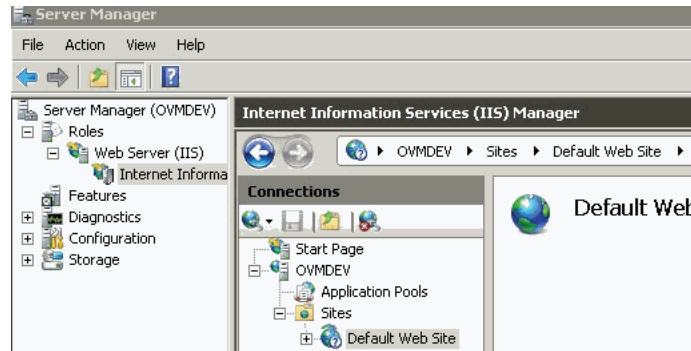 Server Manager
File Action View Help
Server Manager (OVMDEV)
Roles
Web Server (IIS)
Internet Informa
Features
Diagnostics
Configuration
Storage
Internet Information Services (IIS) Manager
OVMDEV Sites Default Web Site
Connections
Start Page
OVMDEV
Application Pools
Sites
Default Web Site
Default Web